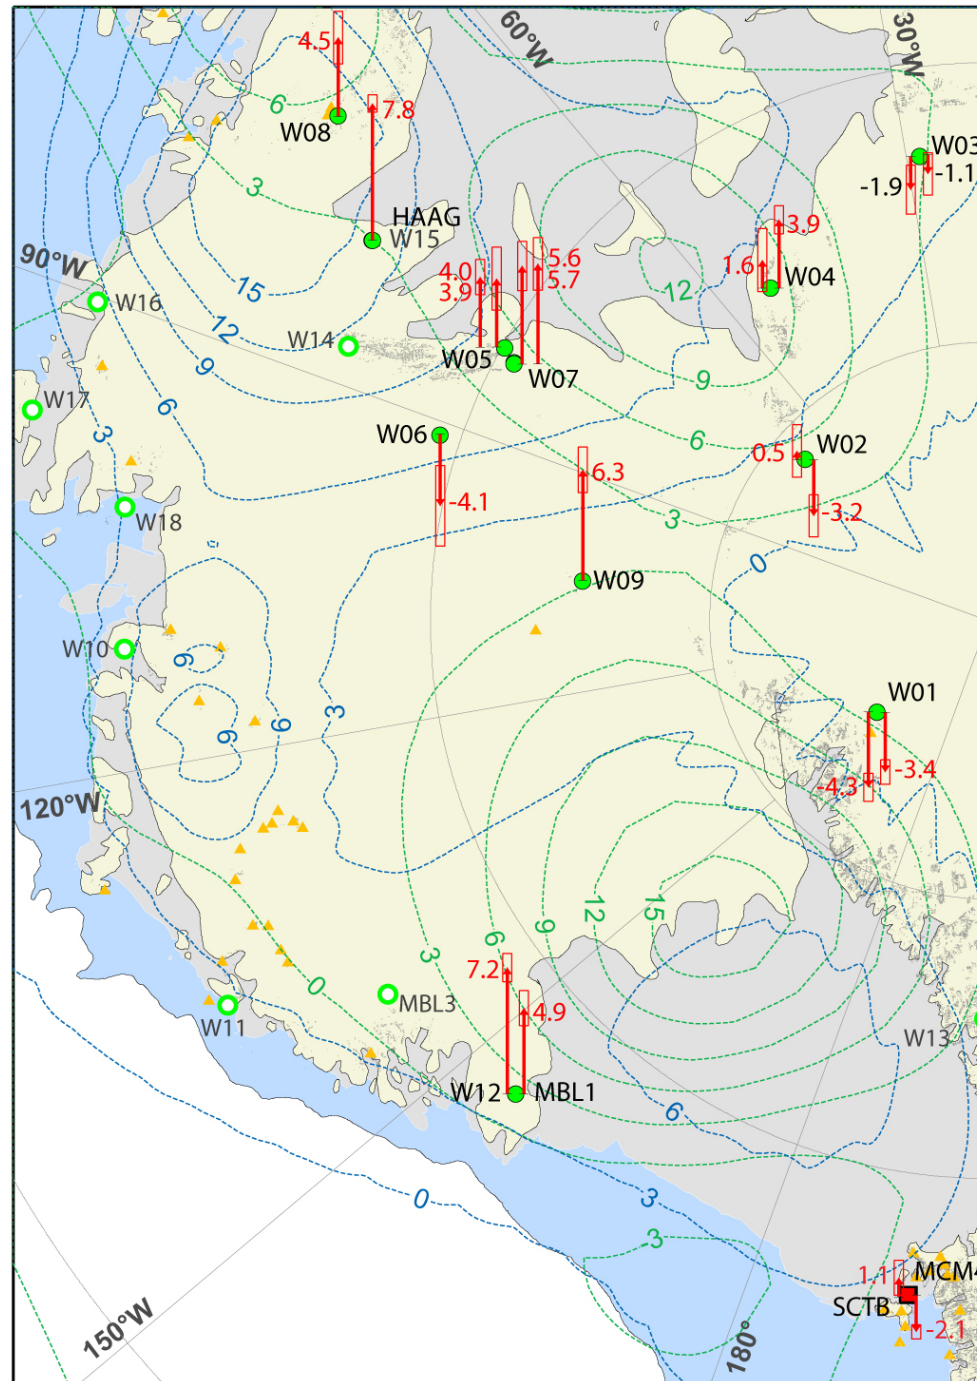 60°W
30°W
4.5
6
W08
7.8
3
HAAG
W15
W03
-1.9
-1.1
90°W
W16
15
12
9
W14
4.0
3.9
5.6
5.7
W05
W07
3.9
1.6
W04
12
9
6
W17
6
3
W06
-4.1
6.3
0.5
W02
-3.2
3
W18
0
W09
W10
9
6
9
3
W01
-3.4
-4.3
120°W
15
12
9
6
3
0
7.2
4.9
MBL3
W11
W12
MBL1
W13
6
3
0
-3
1.1
MCM4
SCTB
-2.1
150°W
180°